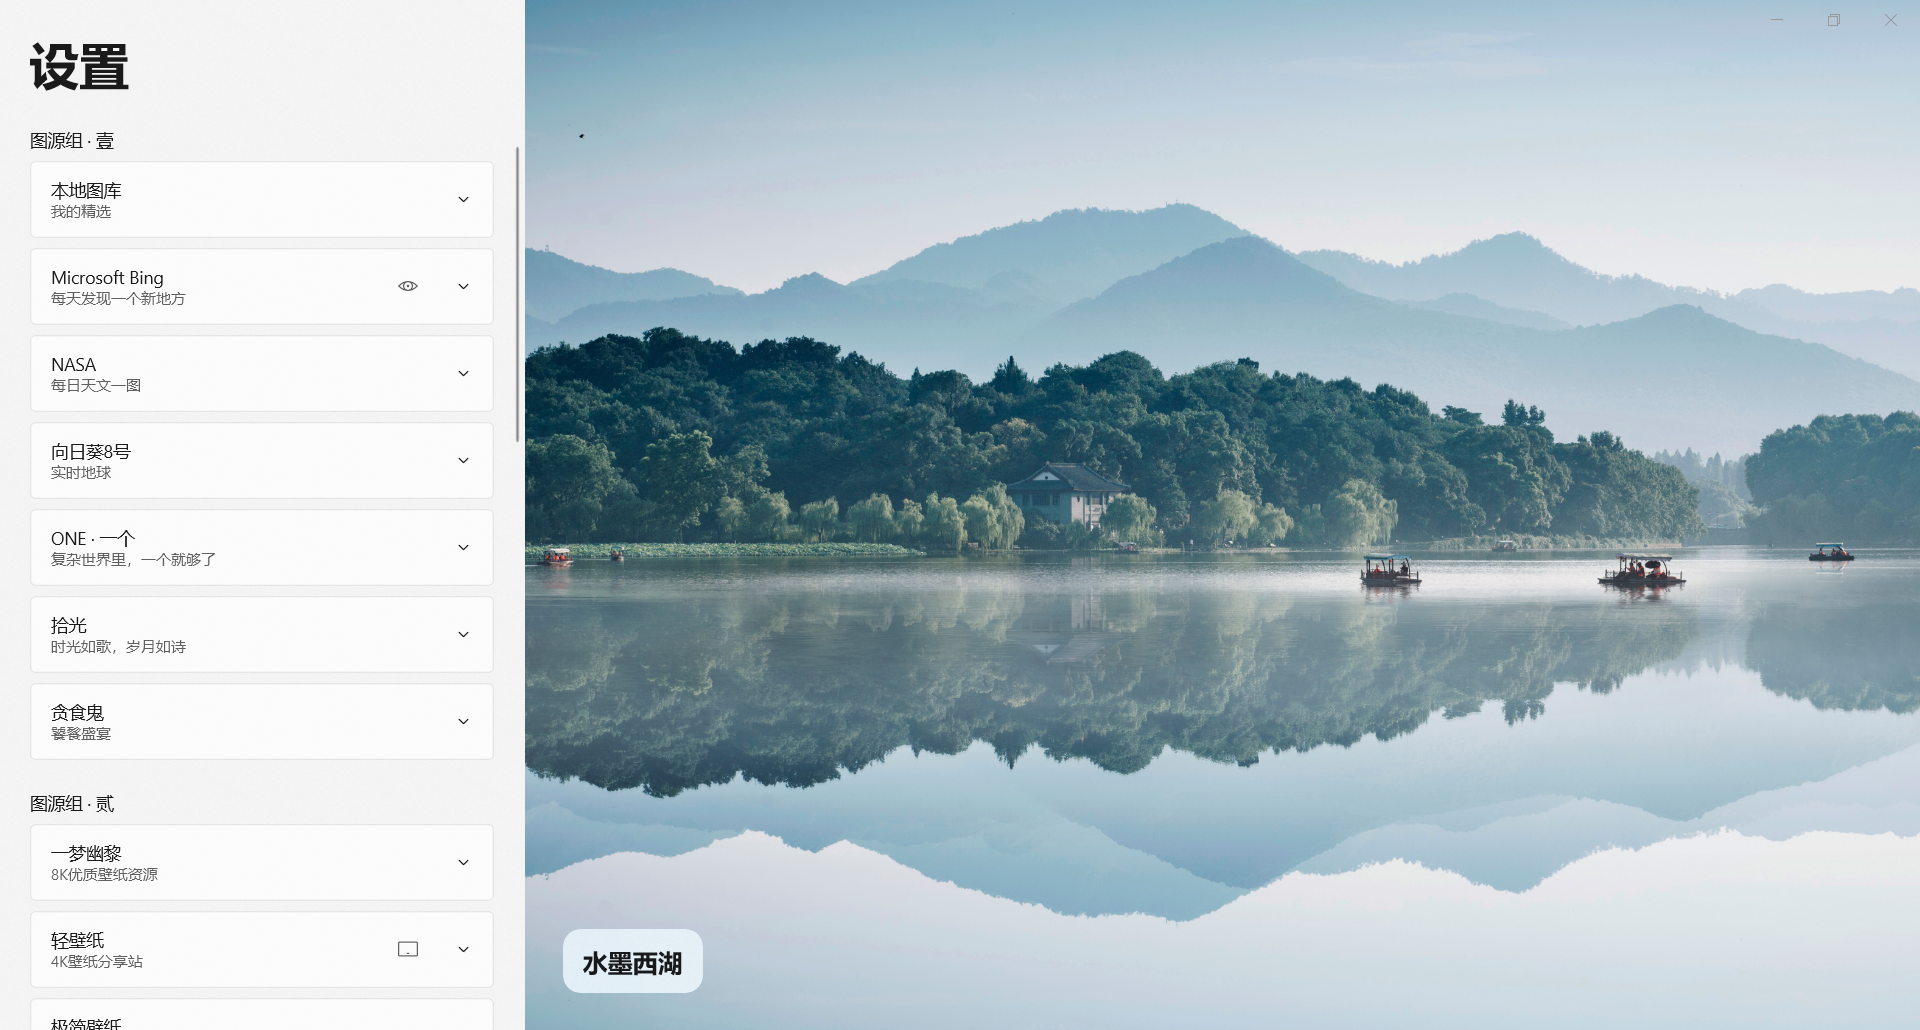 设置
图源组 · 壹
本地图库
我的精选
Microsoft Bing
每天发现一个新地方
NASA
每日天文一图
向日葵8号
实时地球
ONE · 一个
复杂世界里，一个就够了
拾光
时光如歌，岁月如诗
贪食鬼
饕餮盛宴
图源组 · 贰
一梦幽黎
8K优质壁纸资源
轻壁纸
4K壁纸分享站
极简壁纸
水墨西湖